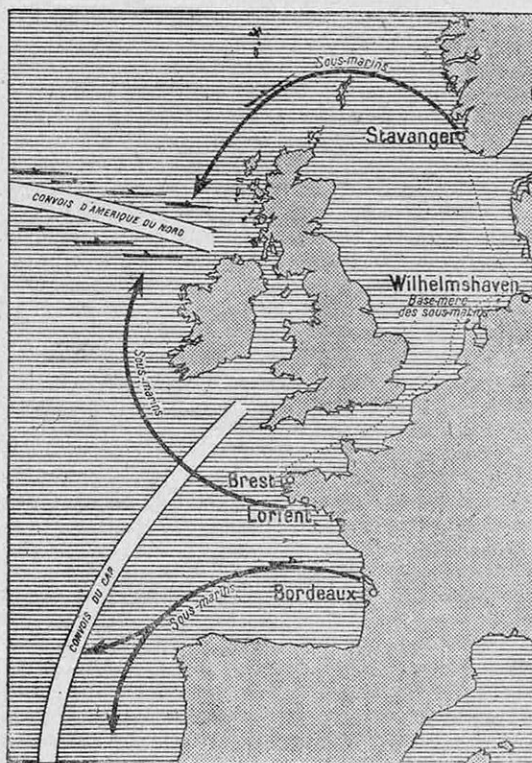 Sous-marins
Stavanger
CONVOIS D'AMÉRIQUE DU NORD
Wilhelmshaven
Base-mère
des sous-marins
Sous-marins
Brest
Lorient
Bordeaux
Sous-marins
CONVOIS DU CAP